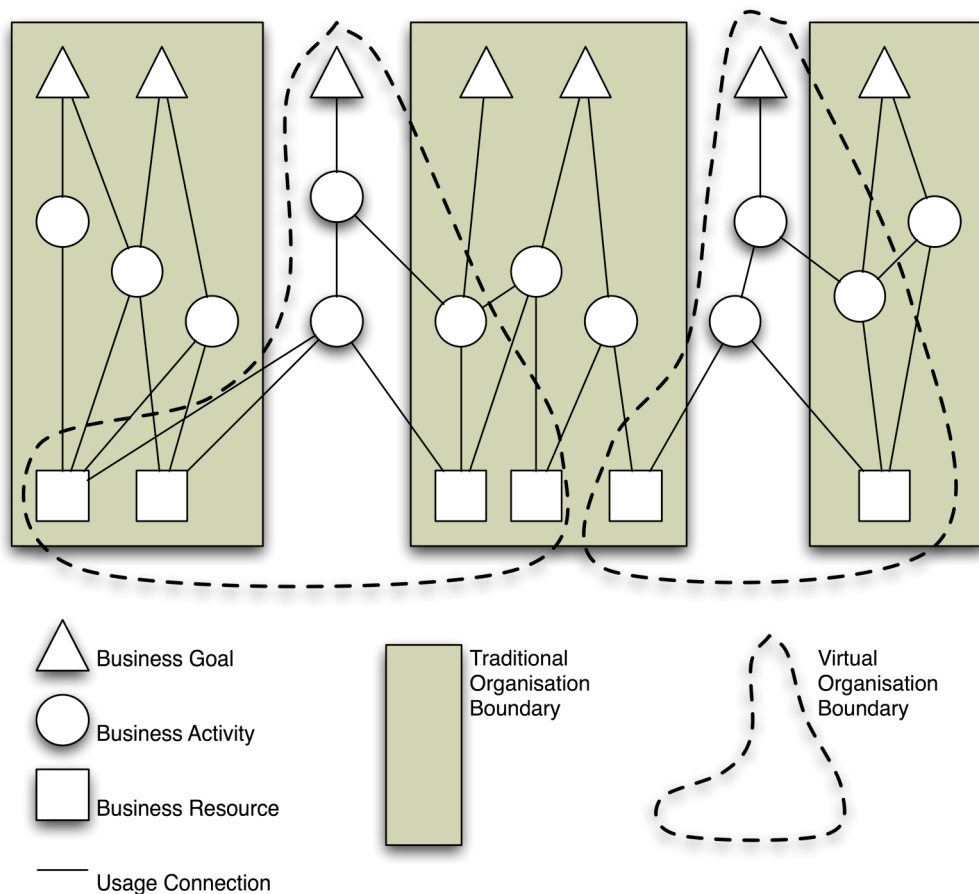 Business Goal
Business Activity
Business Resource
Usage Connection
Traditional
Organisation
Boundary
Virtual
Organisation
Boundary